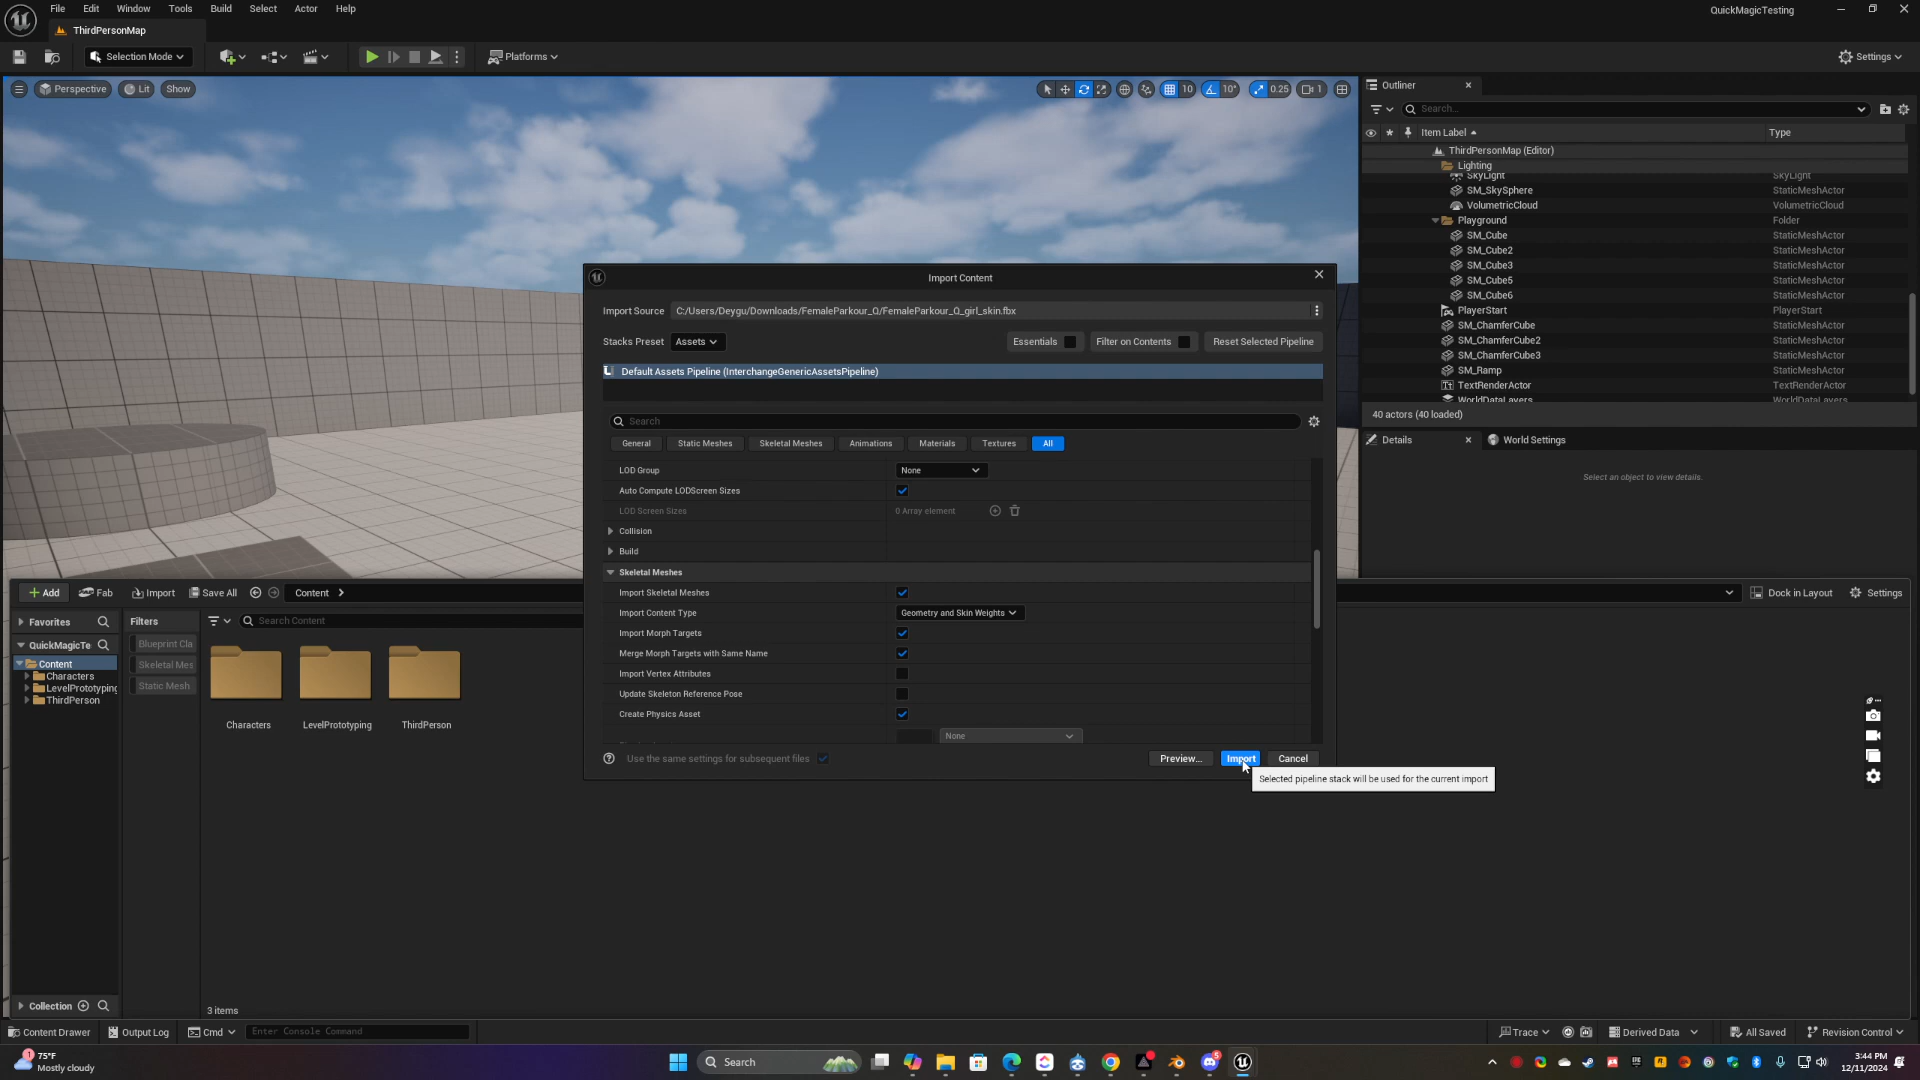 File Edit Window Tools Build Select Actor Help
QuickMagicTesting
ThirdPersonMap
Selection Mode
Platforms
Settings
Perspective
Lit
Show
10
10°
0.25
1
Outliner
Search...
Item Label
Type
ThirdPersonMap (Editor)
Lighting
SkyLight SkyLight
SM_SkySphere StaticMeshActor
VolumetricCloud VolumetricCloud
Playground Folder
SM_Cube StaticMeshActor
SM_Cube2 StaticMeshActor
SM_Cube3 StaticMeshActor
SM_Cube5 StaticMeshActor
SM_Cube6 StaticMeshActor
PlayerStart PlayerStart
SM_ChamferCube StaticMeshActor
SM_ChamferCube2 StaticMeshActor
SM_ChamferCube3 StaticMeshActor
SM_Ramp StaticMeshActor
TextRenderActor TextRenderActor
WorldDataLayers WorldDataLayers
40 actors (40 loaded)
Details
World Settings
Select an object to view details.
Import Content
Import Source C:/Users/Deygu/Downloads/FemaleParkour_Q/FemaleParkour_Q_girl_skin.fbx
Stacks Preset Assets
Essentials
Filter on Contents
Reset Selected Pipeline
Default Assets Pipeline (InterchangeGenericAssetsPipeline)
Search
General Static Meshes Skeletal Meshes Animations Materials Textures All
LOD Group None
Auto Compute LODScreen Sizes
LOD Screen Sizes 0 Array element
Collision
Build
Skeletal Meshes
Import Skeletal Meshes
Import Content Type Geometry and Skin Weights
Import Morph Targets
Merge Morph Targets with Same Name
Import Vertex Attributes
Update Skeleton Reference Pose
Create Physics Asset
None
Use the same settings for subsequent files
Preview... Import Cancel
Selected pipeline stack will be used for the current import
Add
Fab
Import
Save All
Content
Dock in Layout
Settings
Favorites
QuickMagicTe
Content
Characters
LevelPrototyping
ThirdPerson
Filters
Blueprint Cla
Skeletal Mes
Static Mesh
Search Content
Characters
LevelPrototyping
ThirdPerson
Collection
3 items
Content Drawer
Output Log
Cmd
Enter Console Command
Trace
Derived Data
All Saved
Revision Control
1
75°F
Mostly cloudy
Search
3:44 PM
12/11/2024